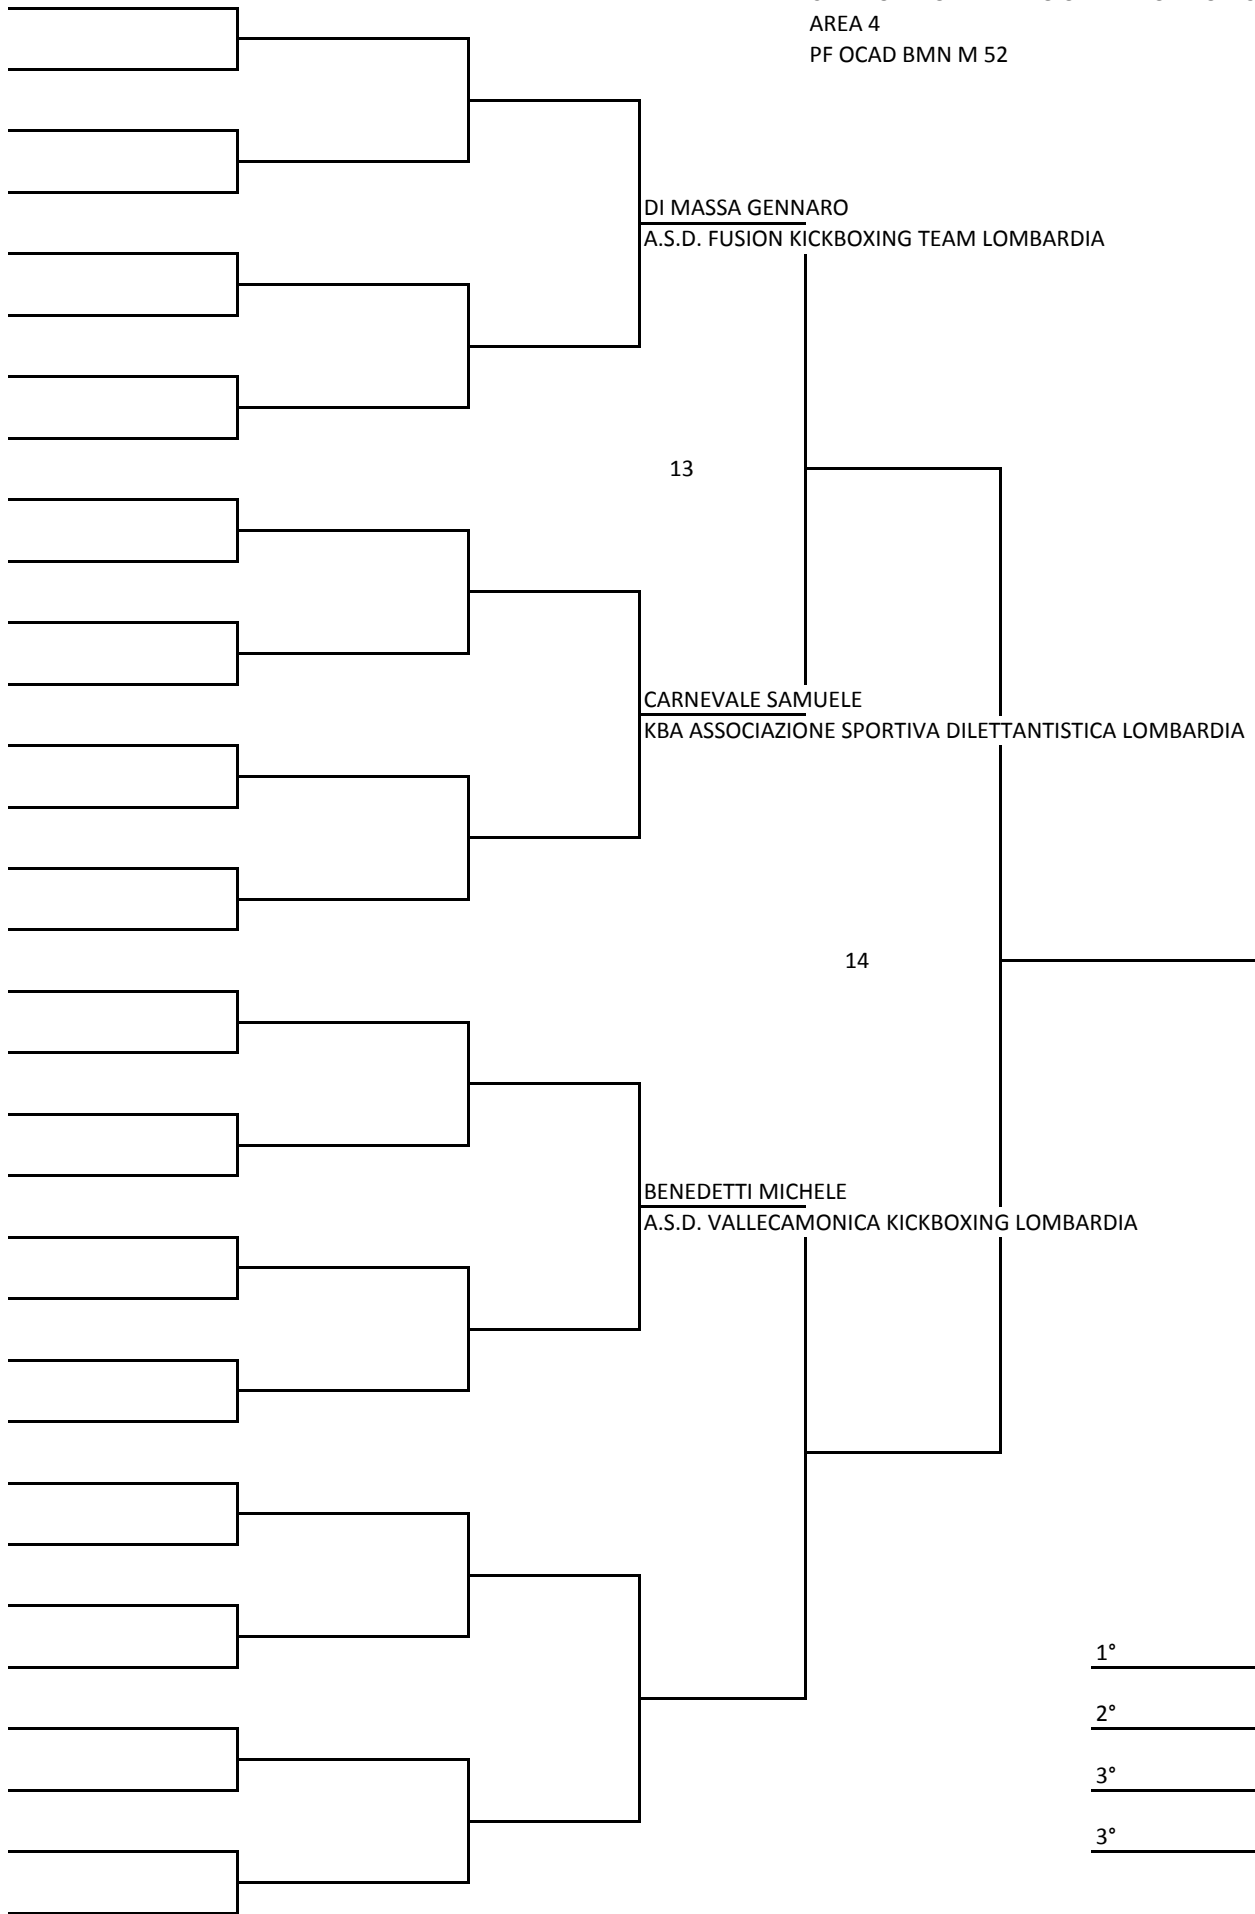 AREA 4
PF OCAD BMN M 52
DI MASSA GENNARO
A.S.D. FUSION KICKBOXING TEAM LOMBARDIA
13
CARNEVALE SAMUELE
KBA ASSOCIAZIONE SPORTIVA DILETTANTISTICA LOMBARDIA
14
BENEDETTI MICHELE
A.S.D. VALLECAMONICA KICKBOXING LOMBARDIA
1°
2°
3°
3°